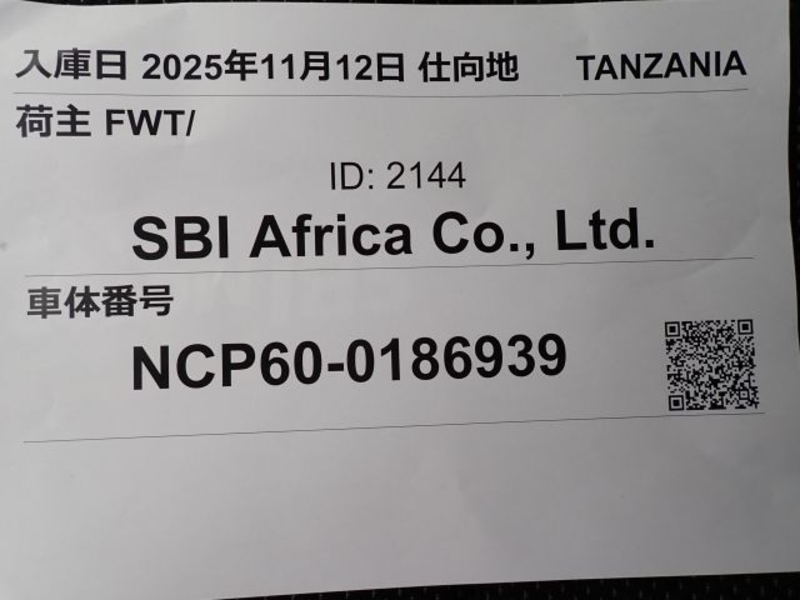 入庫日 2025年11月12日 仕向地 TANZANIA
荷主 FWT/
ID: 2144
SBI Africa Co., Ltd.
車体番号
NCP60-0186939